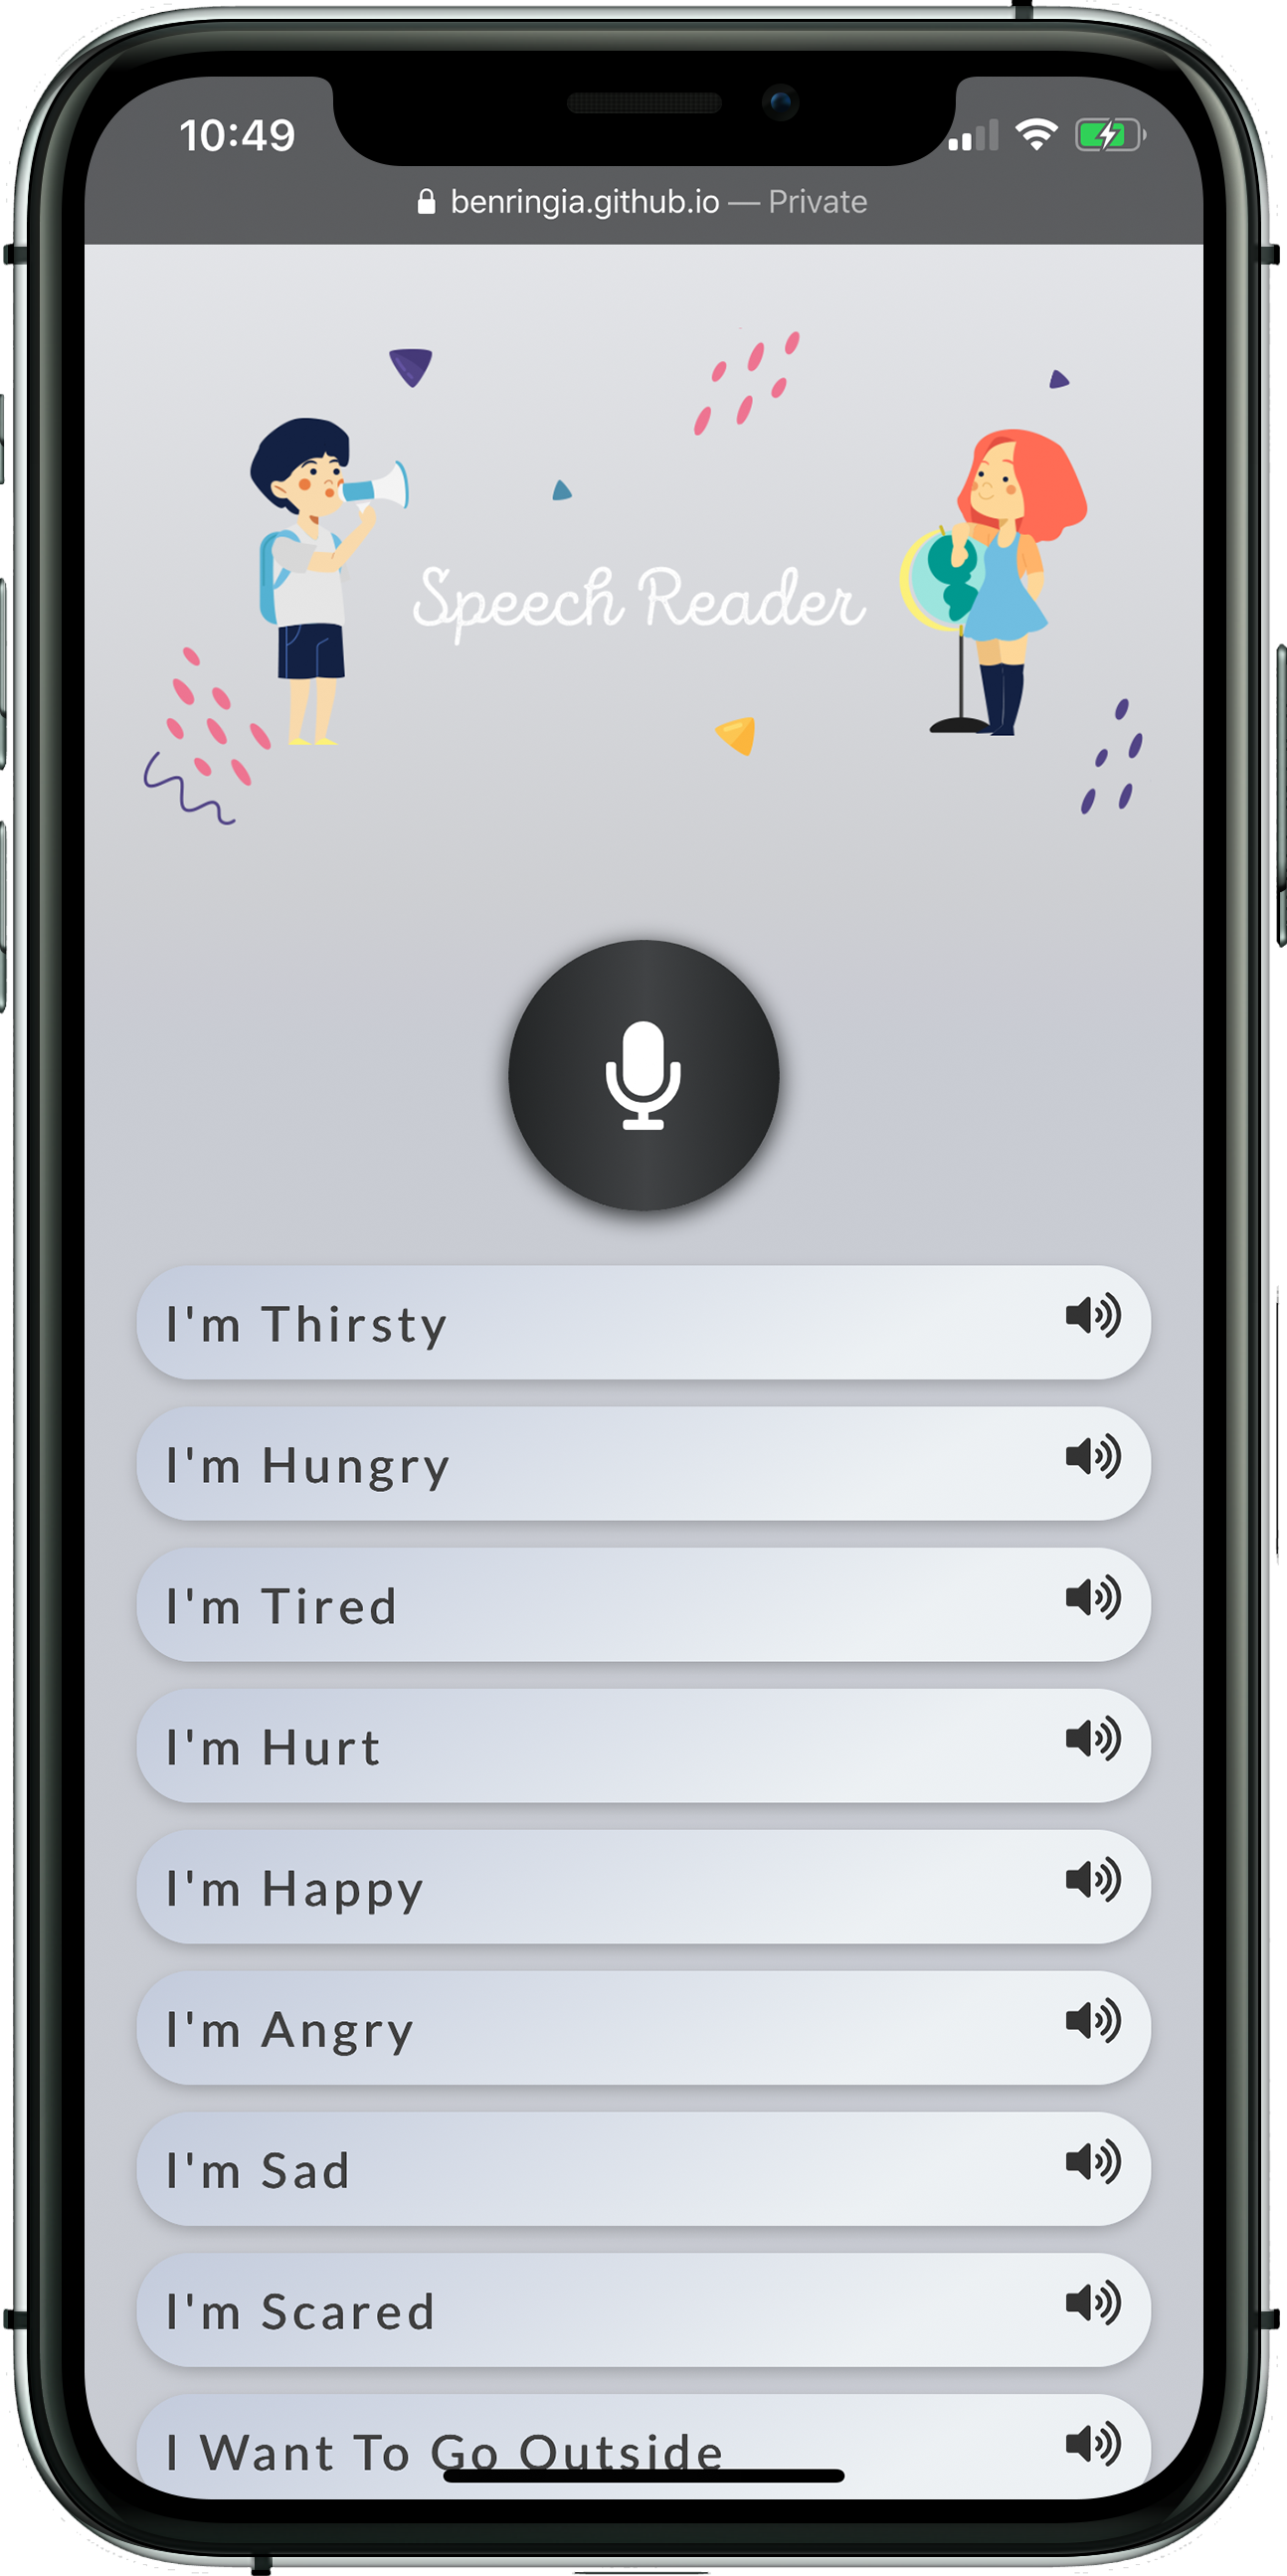 10:49
benringia.github.io — Private
Speech Reader
I'm Thirsty
I'm Hungry
I'm Tired
I'm Hurt
I'm Happy
I'm Angry
I'm Sad
I'm Scared
I Want To Go Outside